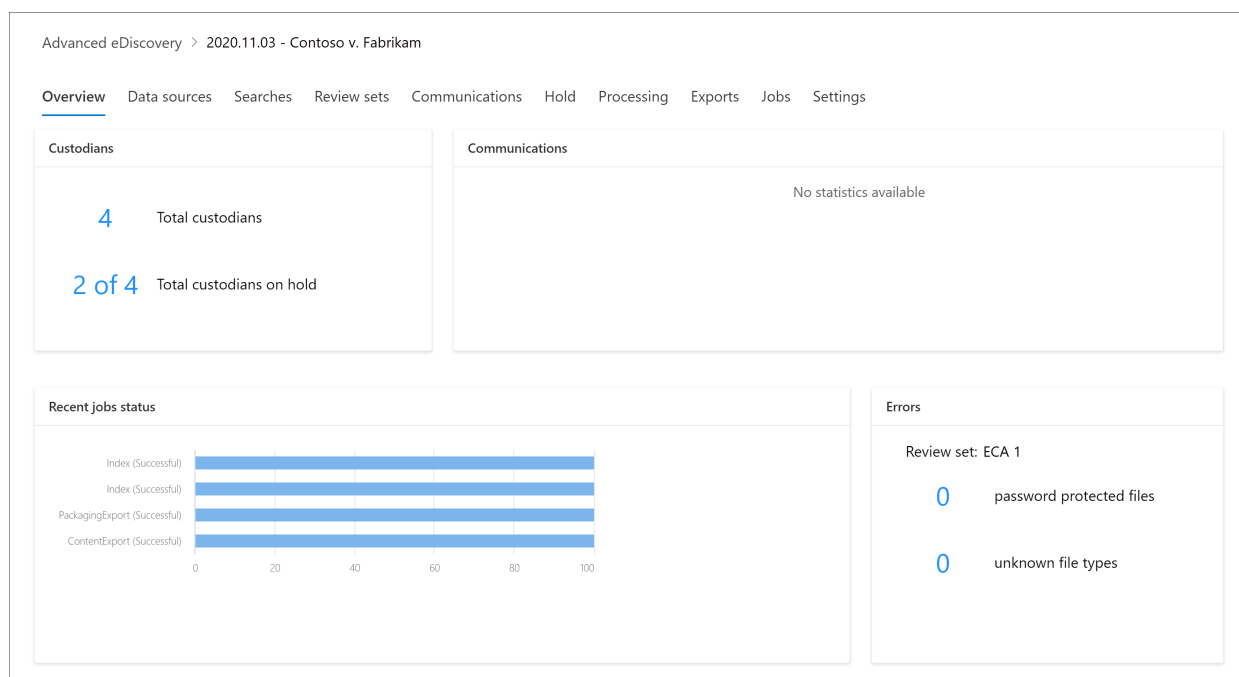 Advanced eDiscovery > 2020.11.03 - Contoso v. Fabrikam
Overview Data sources Searches Review sets Communications Hold Processing Exports Jobs Settings
Custodians
4 Total custodians
2 of 4 Total custodians on hold
Communications
No statistics available
Recent jobs status
Index (Successful)
Index (Successful)
PackagingExport (Successful)
ContentExport (Successful)
0 20 40 60 80 100
Errors
Review set: ECA 1
0 password protected files
0 unknown file types